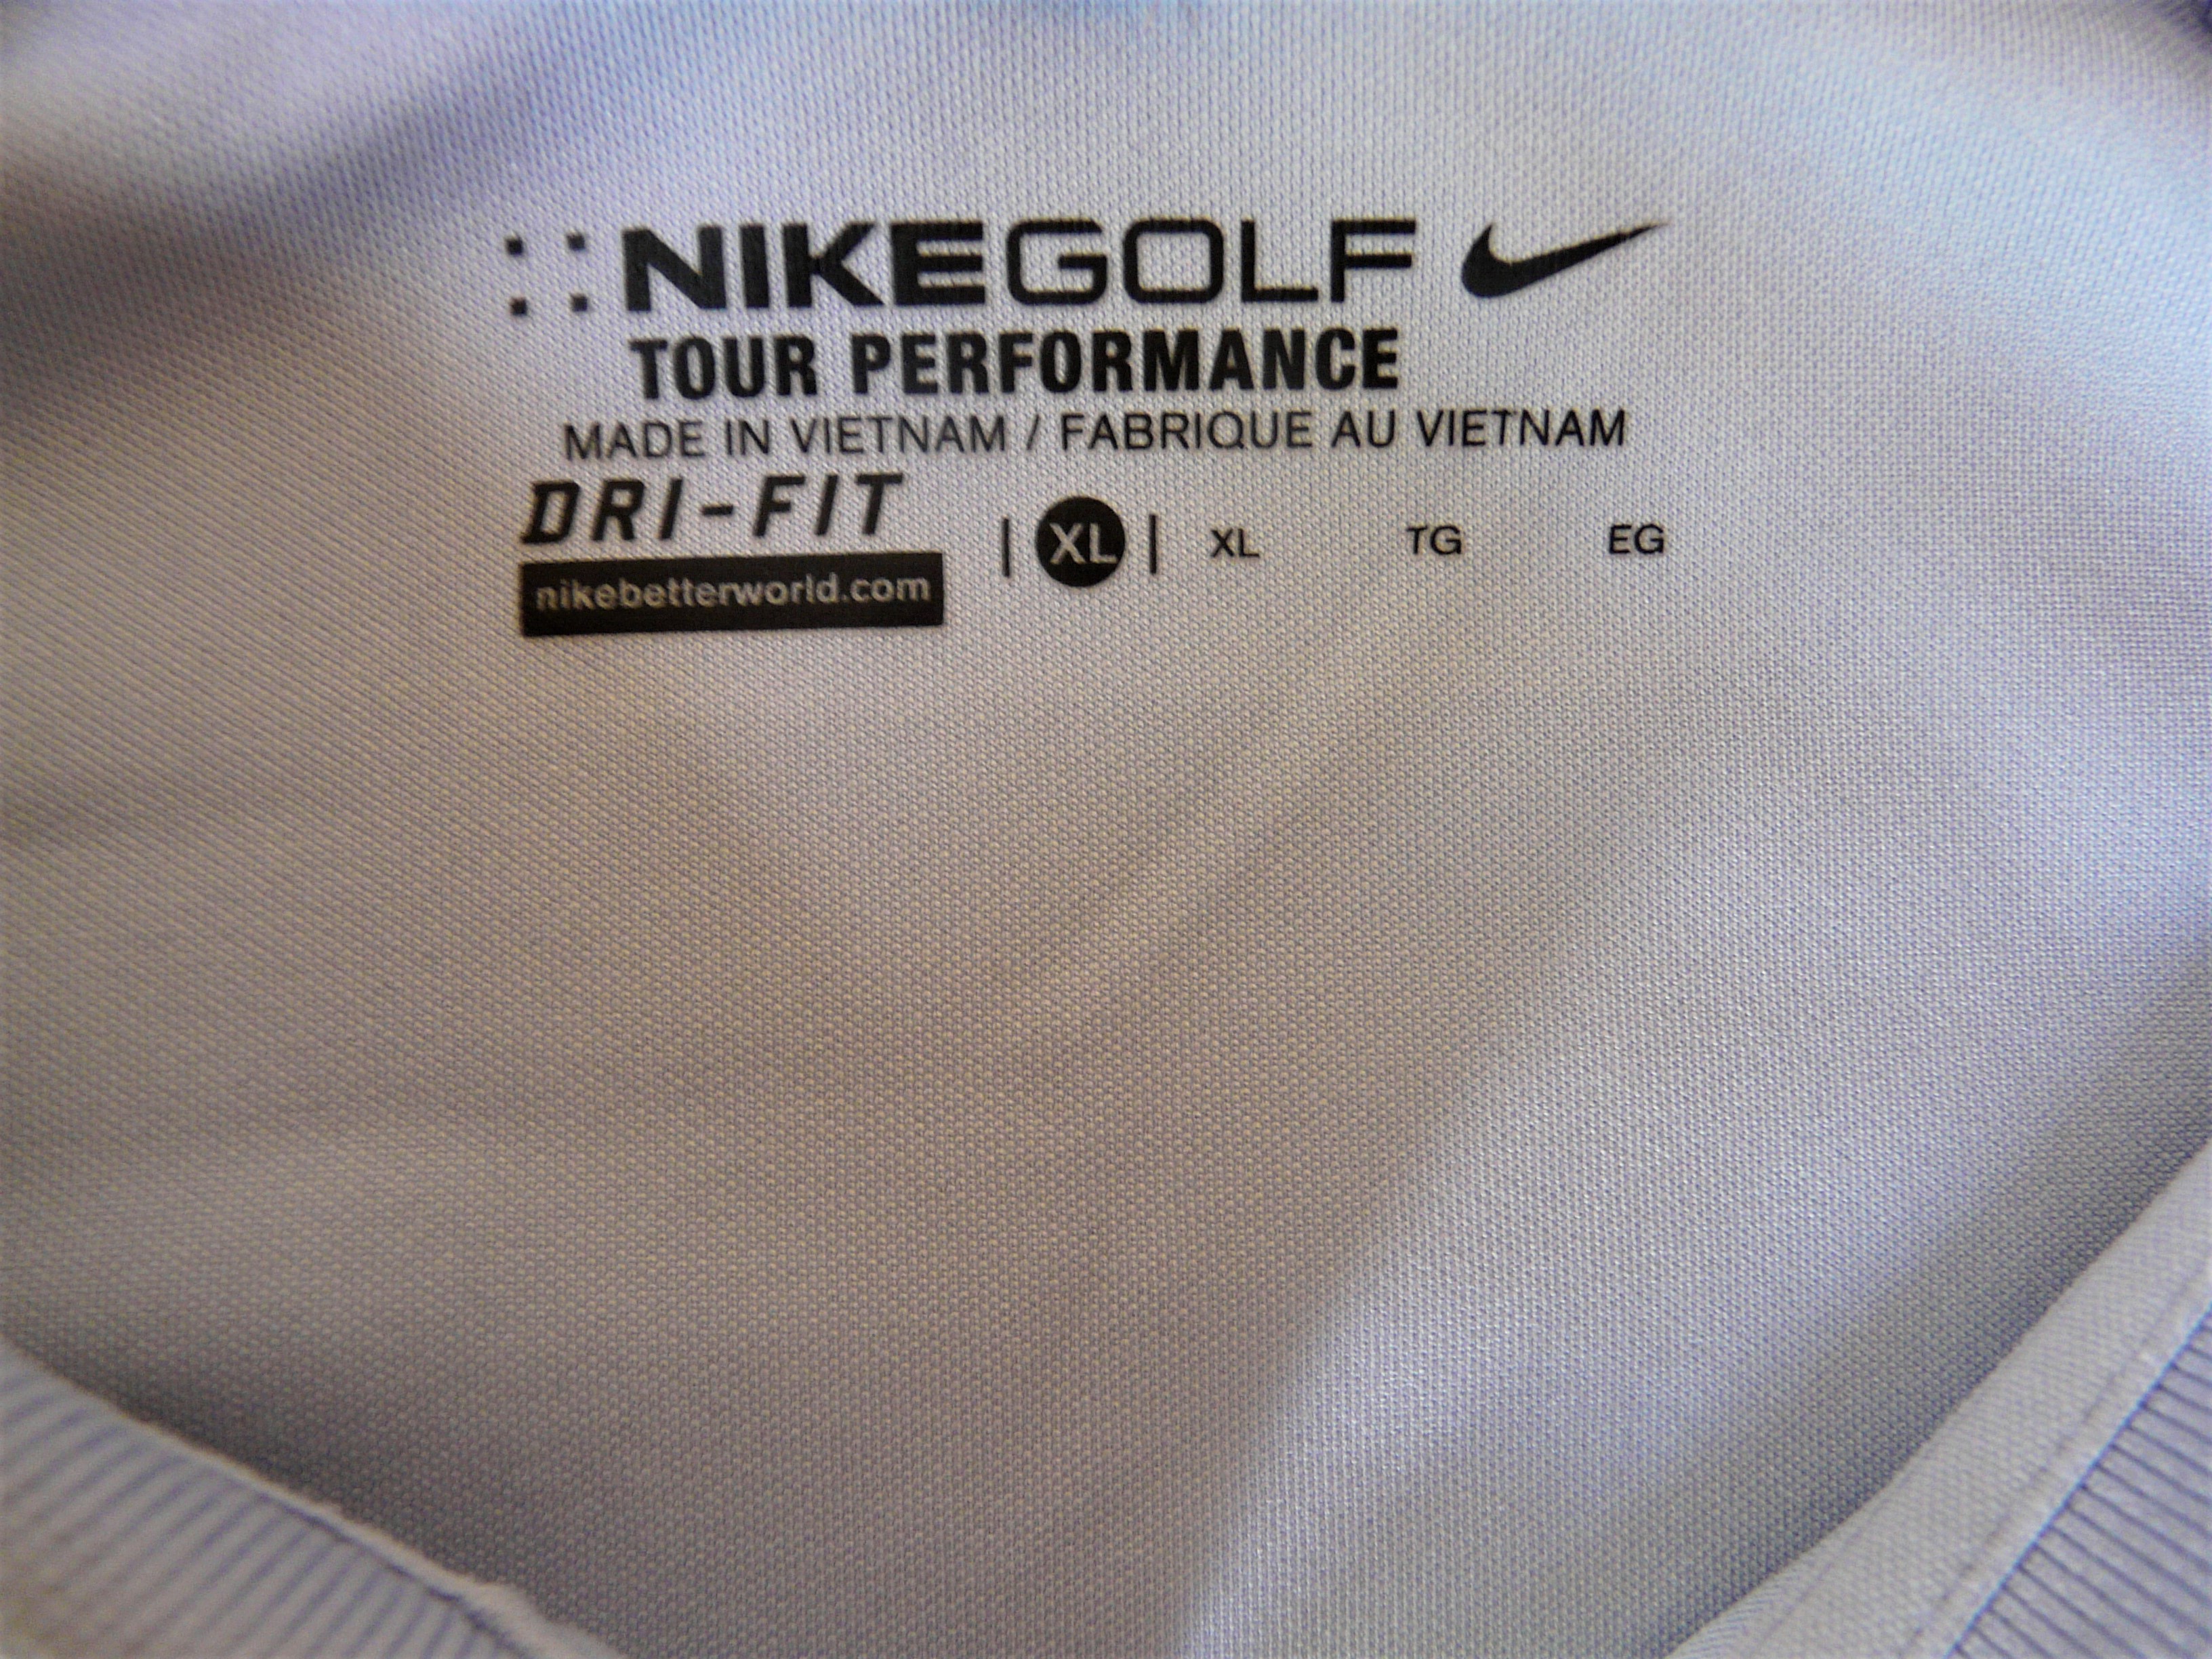 NIKEGOLF
TOUR PERFORMANCE
MADE IN VIETNAM / FABRIQUE AU VIETNAM
DRI-FIT
| XL | XL TG EG
nikebetterworld.com